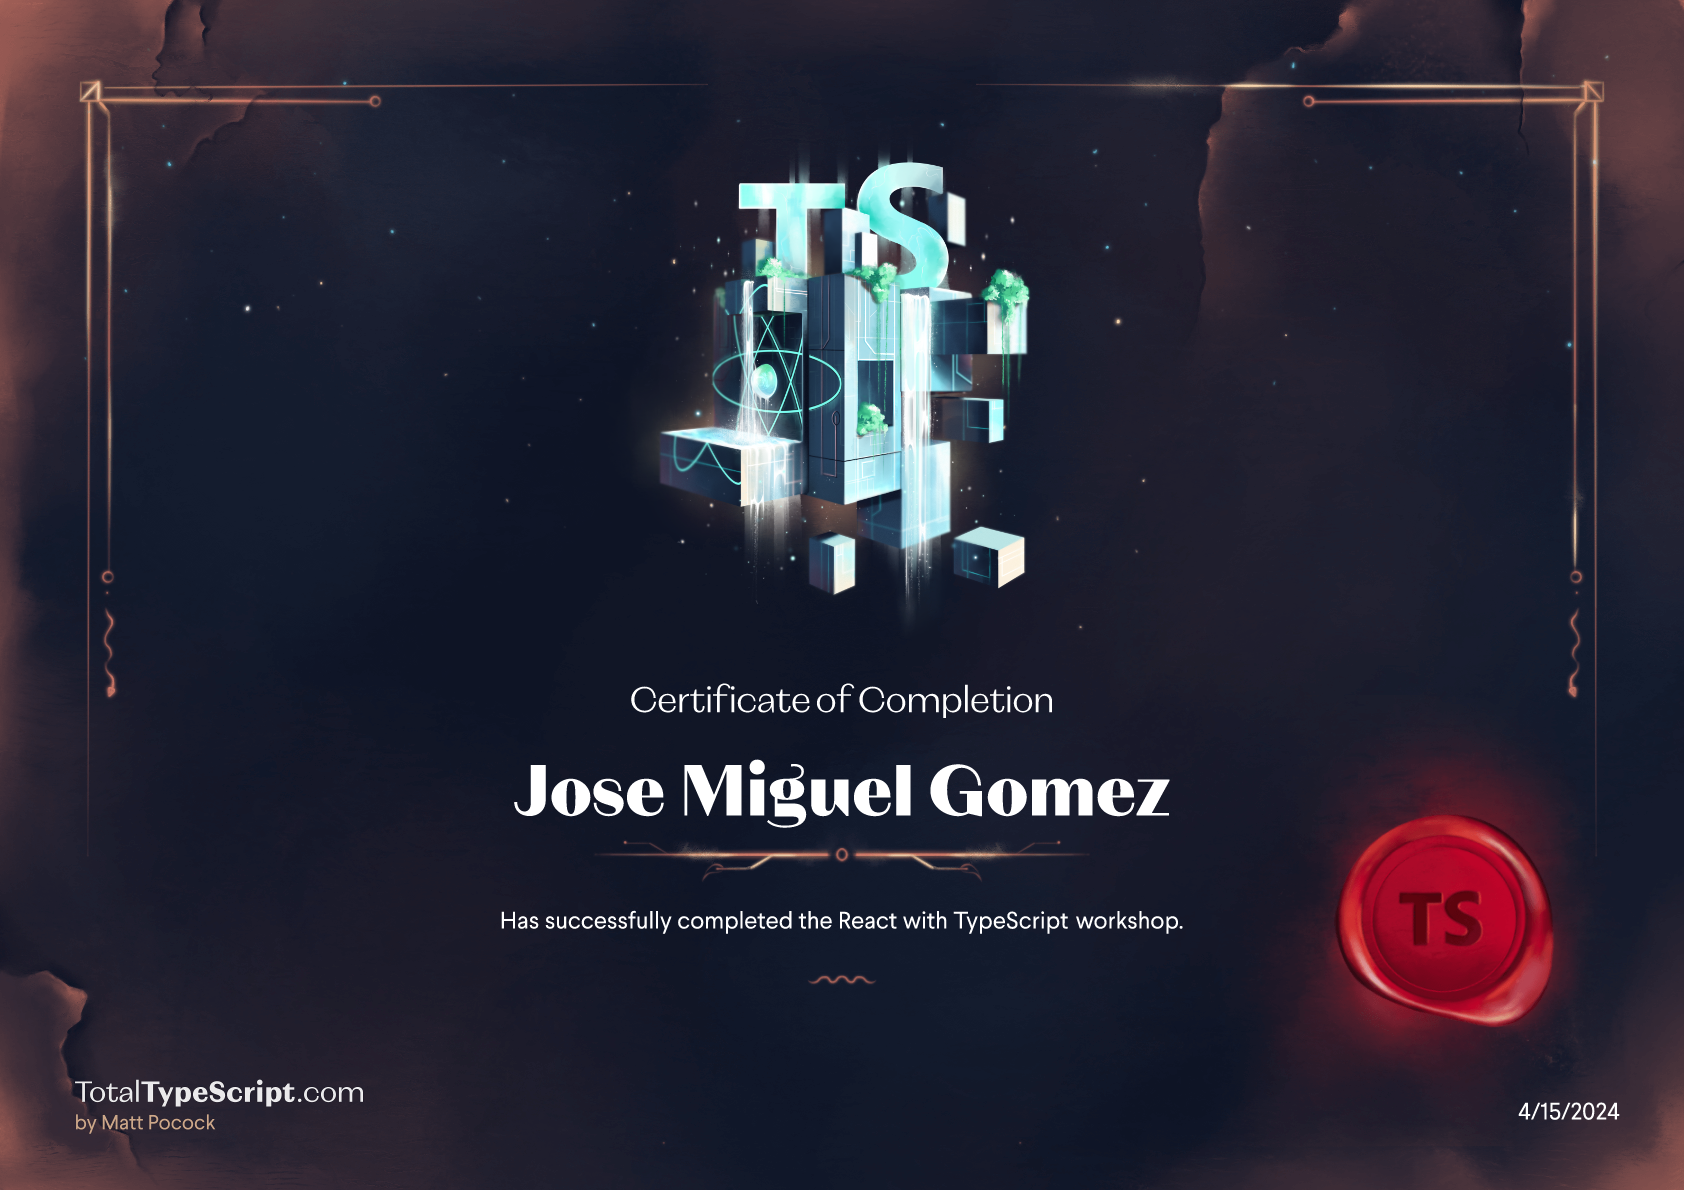 TS
Certificate of Completion
Jose Miguel Gomez
Has successfully completed the React with TypeScript workshop.
TS
TotalTypeScript.com
by Matt Pocock
4/15/2024